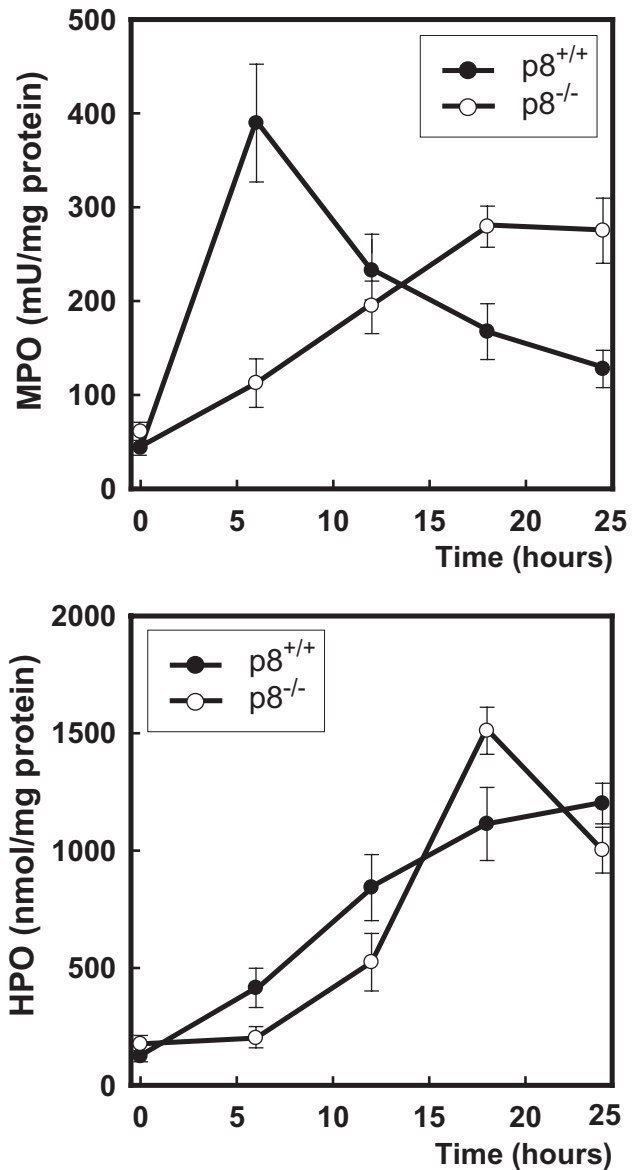 500
400
300
200
100
0
MPO (mU/mg protein)
p8+/+
p8-/-
0 5 10 15 20 25
Time (hours)
2000
1500
1000
500
0
HPO (nmol/mg protein)
p8+/+
p8-/-
0 5 10 15 20 25
Time (hours)